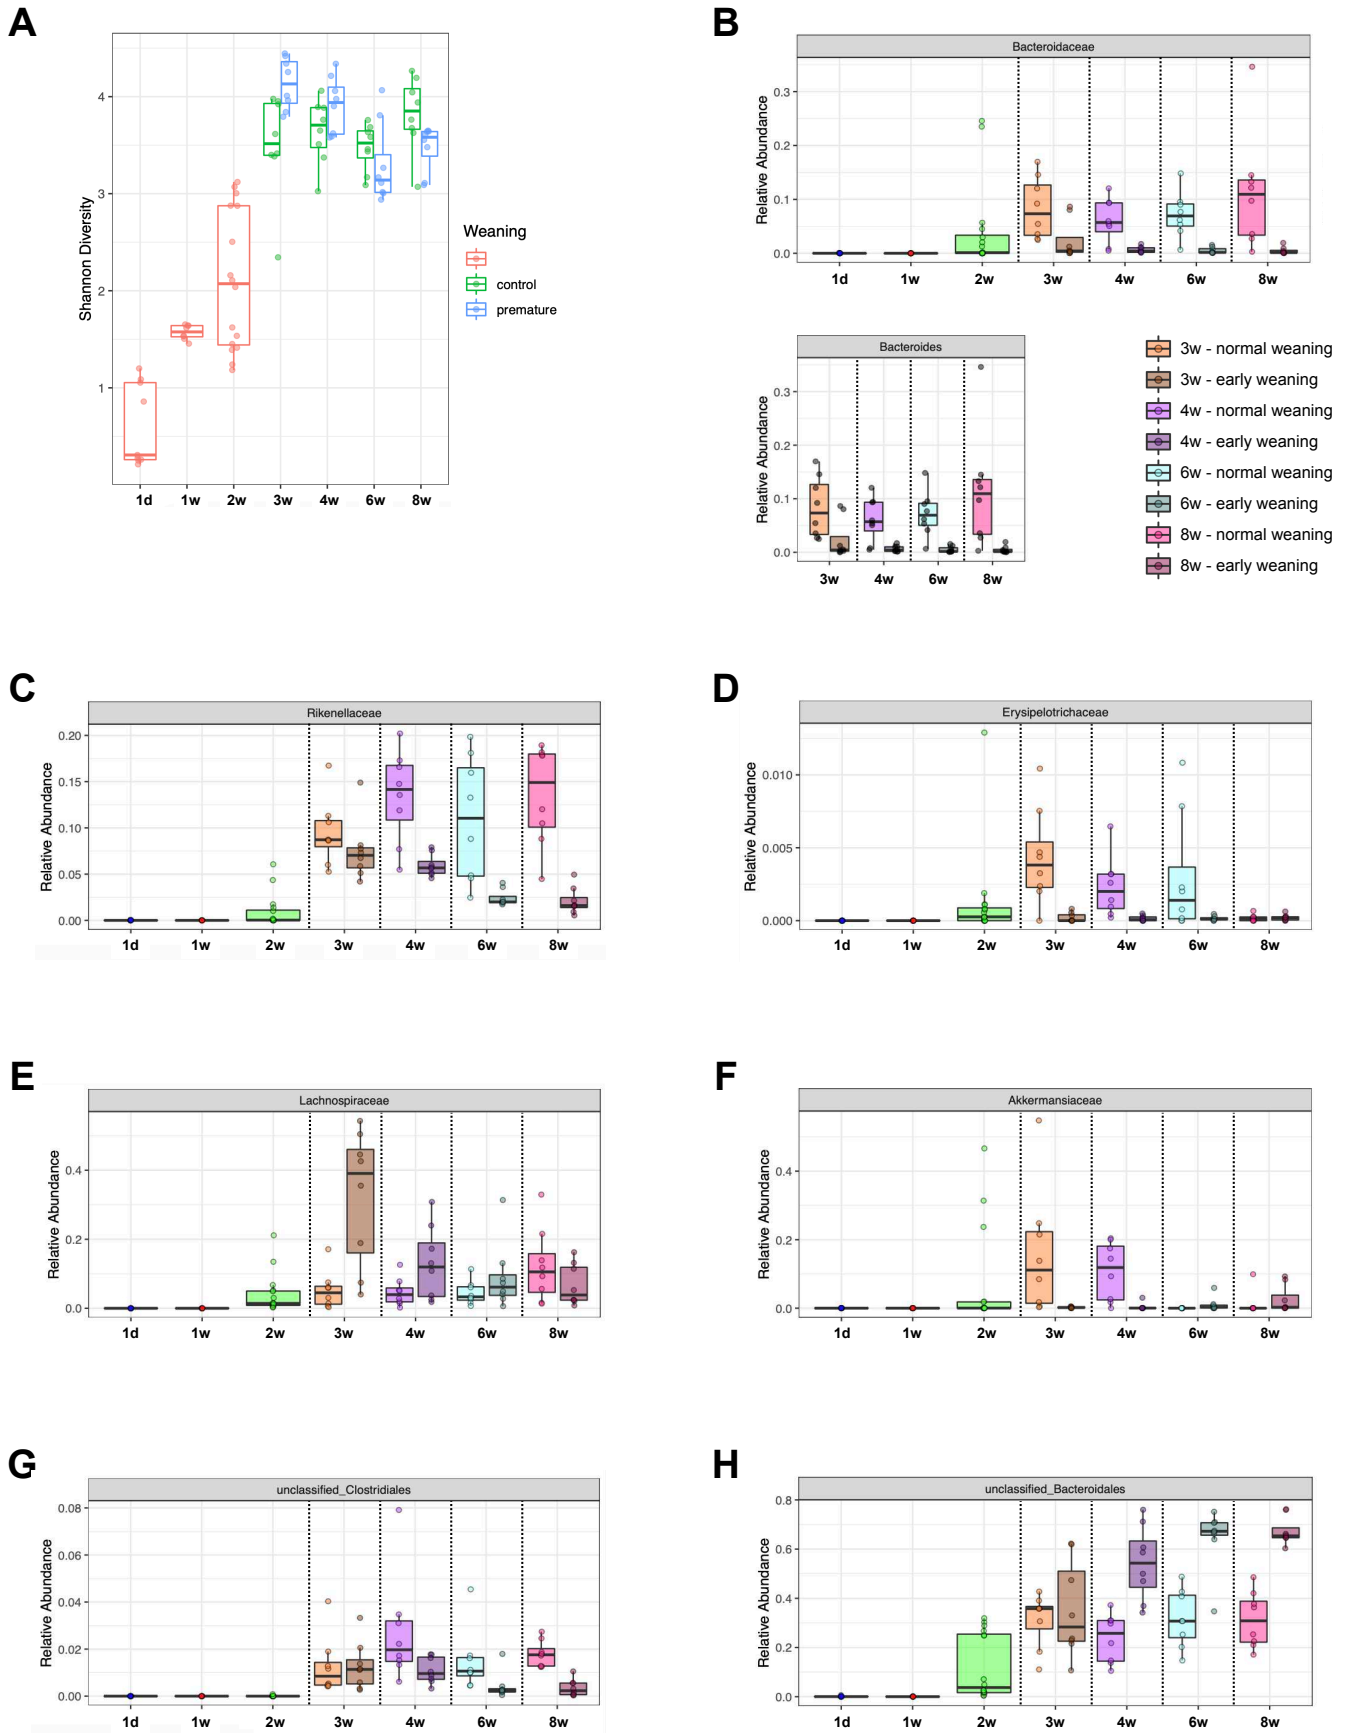 A
Shannon Diversity
4
3
2
1
1d 1w 2w 3w 4w 6w 8w
Weaning
control
premature
B
Bacteroidaceae
Relative Abundance
0.3
0.2
0.1
0.0
1d 1w 2w 3w 4w 6w 8w
Bacteroides
Relative Abundance
0.3
0.2
0.1
0.0
3w 4w 6w 8w
3w - normal weaning
3w - early weaning
4w - normal weaning
4w - early weaning
6w - normal weaning
6w - early weaning
8w - normal weaning
8w - early weaning
C
Rikenellaceae
Relative Abundance
0.20
0.15
0.10
0.05
0.00
1d 1w 2w 3w 4w 6w 8w
D
Erysipelotrichaceae
Relative Abundance
0.010
0.005
0.000
1d 1w 2w 3w 4w 6w 8w
E
Lachnospiraceae
Relative Abundance
0.4
0.2
0.0
1d 1w 2w 3w 4w 6w 8w
F
Akkermansiaceae
Relative Abundance
0.4
0.2
0.0
1d 1w 2w 3w 4w 6w 8w
G
unclassified_Clostridiales
Relative Abundance
0.08
0.06
0.04
0.02
0.00
1d 1w 2w 3w 4w 6w 8w
H
unclassified_Bacteroidales
Relative Abundance
0.8
0.6
0.4
0.2
0.0
1d 1w 2w 3w 4w 6w 8w